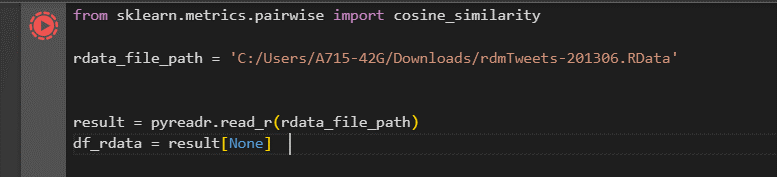 from sklearn.metrics.pairwise import cosine_similarity
rdata_file_path = 'C:/Users/A715-42G/Downloads/rdmTweets-201306.RData'
result = pyreadr.read_r(rdata_file_path)
df_rdata = result[None]